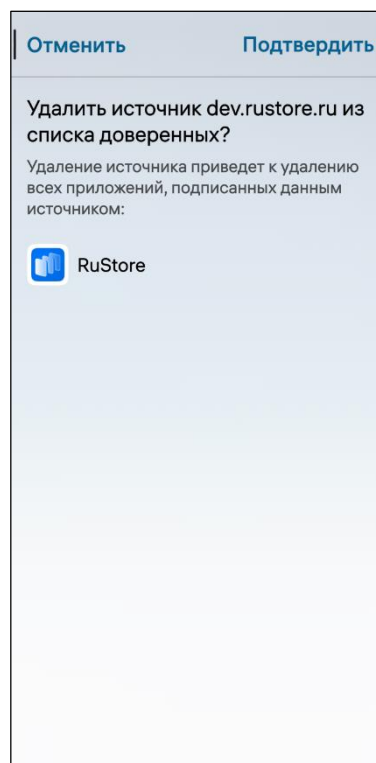 Отменить
Подтвердить
Удалить источник dev.rustore.ru из
списка доверенных?
Удаление источника приведет к удалению
всех приложений, подписанных данным
источником:
RuStore